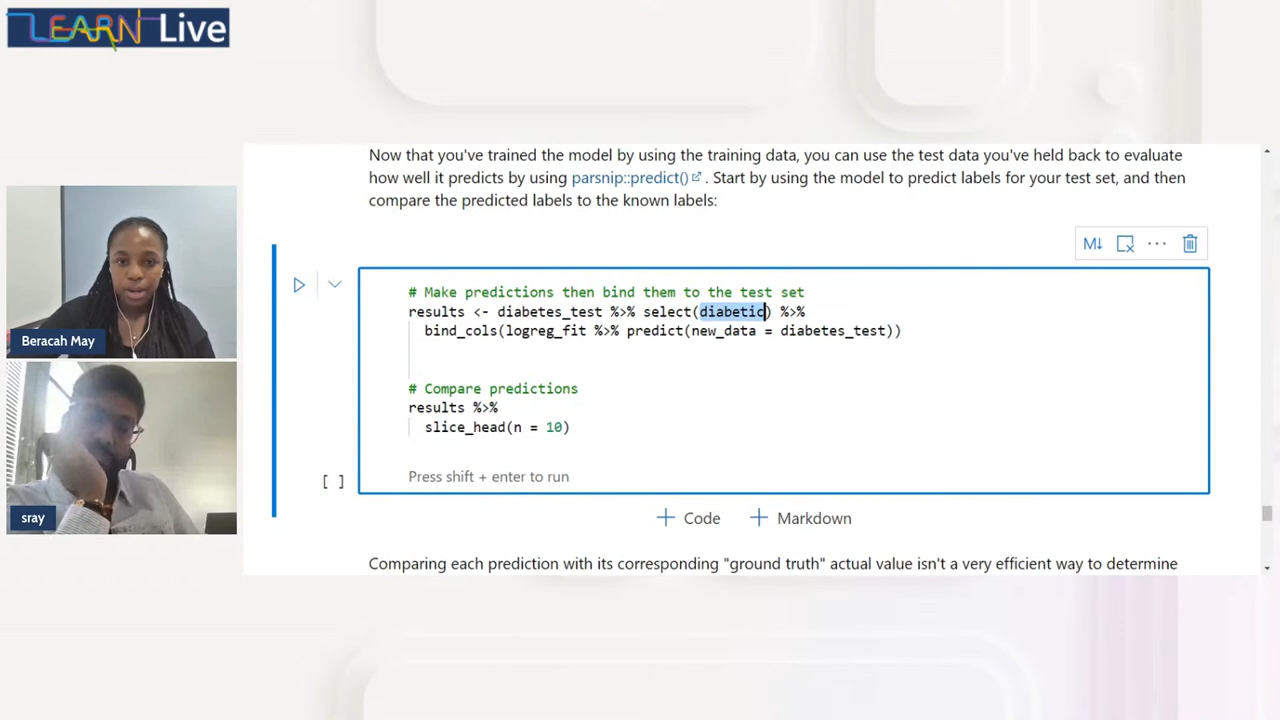 LEARN Live
Now that you've trained the model by using the training data, you can use the test data you've held back to evaluate
how well it predicts by using parsnip::predict() . Start by using the model to predict labels for your test set, and then
compare the predicted labels to the known labels:
M↓
# Make predictions then bind them to the test set
results <- diabetes_test %>% select(diabetic) %>%
bind_cols(logreg_fit %>% predict(new_data = diabetes_test))
# Compare predictions
results %>%
slice_head(n = 10)
Press shift + enter to run
[ ]
+ Code + Markdown
Comparing each prediction with its corresponding "ground truth" actual value isn't a very efficient way to determine
Beracah May
sray